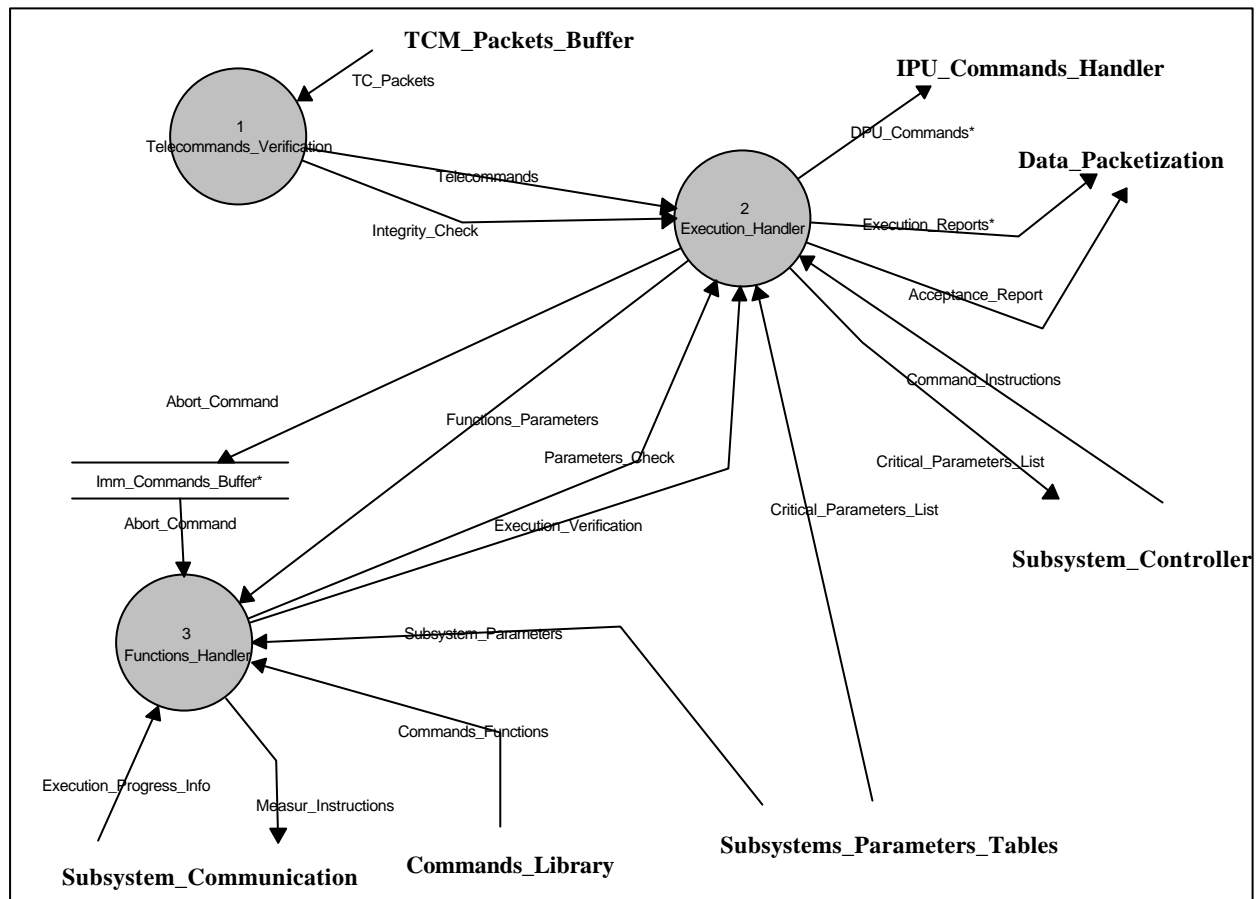 TCM_Packets_Buffer
TC_Packets
IPU_Commands_Handler
1
Telecommands_Verification
DPU_Commands*
Data_Packetization
Telecommands
2
Execution_Handler
Integrity_Check
Execution_Reports*
Acceptance_Report
Abort_Command
Functions_Parameters
Command_Instructions
Parameters_Check
Critical_Parameters_List
Imm_Commands_Buffer*
Abort_Command
Execution_Verification
Critical_Parameters_List
Subsystem_Controller
3
Functions_Handler
Subsystem_Parameters
Commands_Functions
Execution_Progress_Info
Measur_Instructions
Subsystems_Parameters_Tables
Commands_Library
Subsystem_Communication